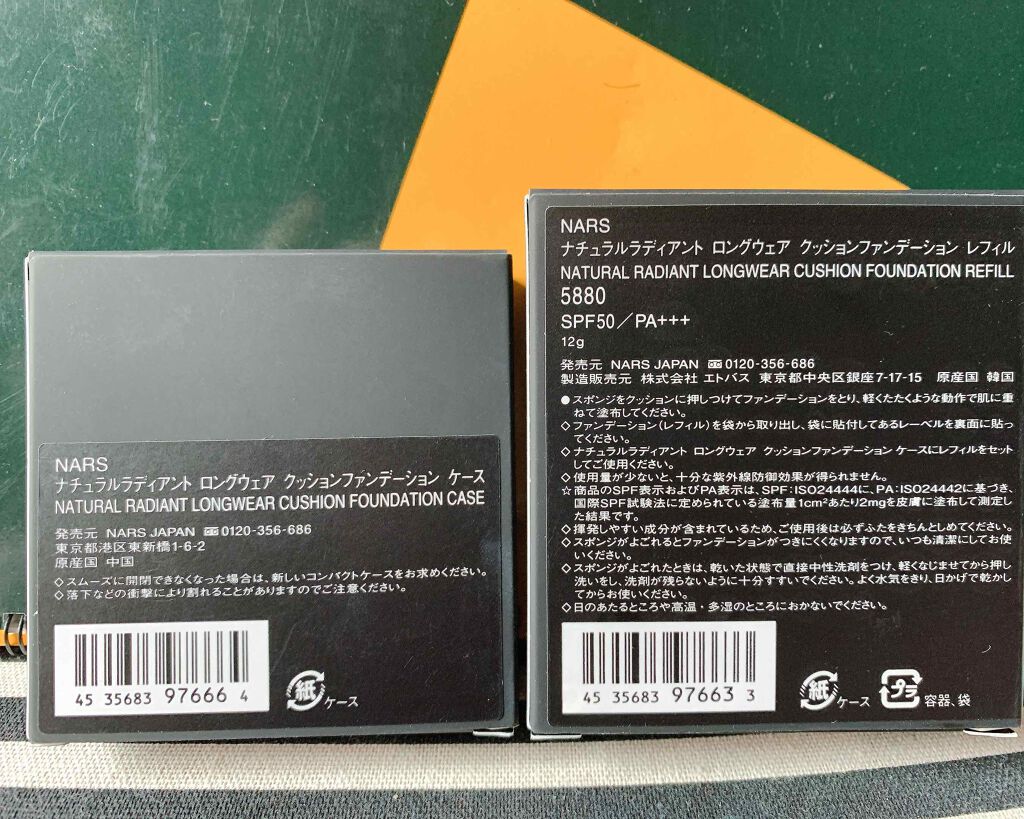 NARS
ナチュラルラディアント ロングウェア クッションファンデーション ケース
NATURAL RADIANT LONGWEAR CUSHION FOUNDATION CASE
発売元 NARS JAPAN 0120-356-686
東京都港区東新橋1-6-2
原産国 中国
◇スムーズに開閉できなくなった場合は、新しいコンパクトケースをお求めください。
◇落下などの衝撃により割れることがありますのでご注意ください。
45 35683 97666 4
紙 ケース
NARS
ナチュラルラディアント ロングウェア クッションファンデーション レフィル
NATURAL RADIANT LONGWEAR CUSHION FOUNDATION REFILL
5880
SPF50/PA+++
12g
発売元 NARS JAPAN 0120-356-686
製造販売元 株式会社 エトバス 東京都中央区銀座7-17-15 原産国 韓国
●スポンジをクッションに押しつけてファンデーションをとり、軽くたたくような動作で肌に重
ねて塗布してください。
◇ファンデーション(レフィル)を袋から取り出し、袋に貼付してあるレーベルを裏面に貼っ
てください。
◇ナチュラルラディアント ロングウェア クッションファンデーション ケースにレフィルをセット
してご使用ください。
◇使用量が少ないと、十分な紫外線防御効果が得られません。
☆商品のSPF表示およびPA表示は、SPF:ISO24444に、PA:ISO24442に基づき、
国際SPF試験法に定められている塗布量1cm²あたり2mgを皮膚に塗布して測定し
た結果です。
◇揮発しやすい成分が含まれているため、ご使用後は必ずふたをきちんとしめてください。
◇スポンジがよごれるとファンデーションがつきにくくなりますので、いつも清潔にしてお使
いください。
◇スポンジがよごれたときは、乾いた状態で直接中性洗剤をつけ、軽くなじませてから押し
洗いをし、洗剤が残らないように十分すすいでください。よく水気をきり、日かげで乾かし
てからお使いください。
◇日のあたるところや高温・多湿のところにおかないでください。
45 35683 97663 3
紙 ケース プラ 容器、袋